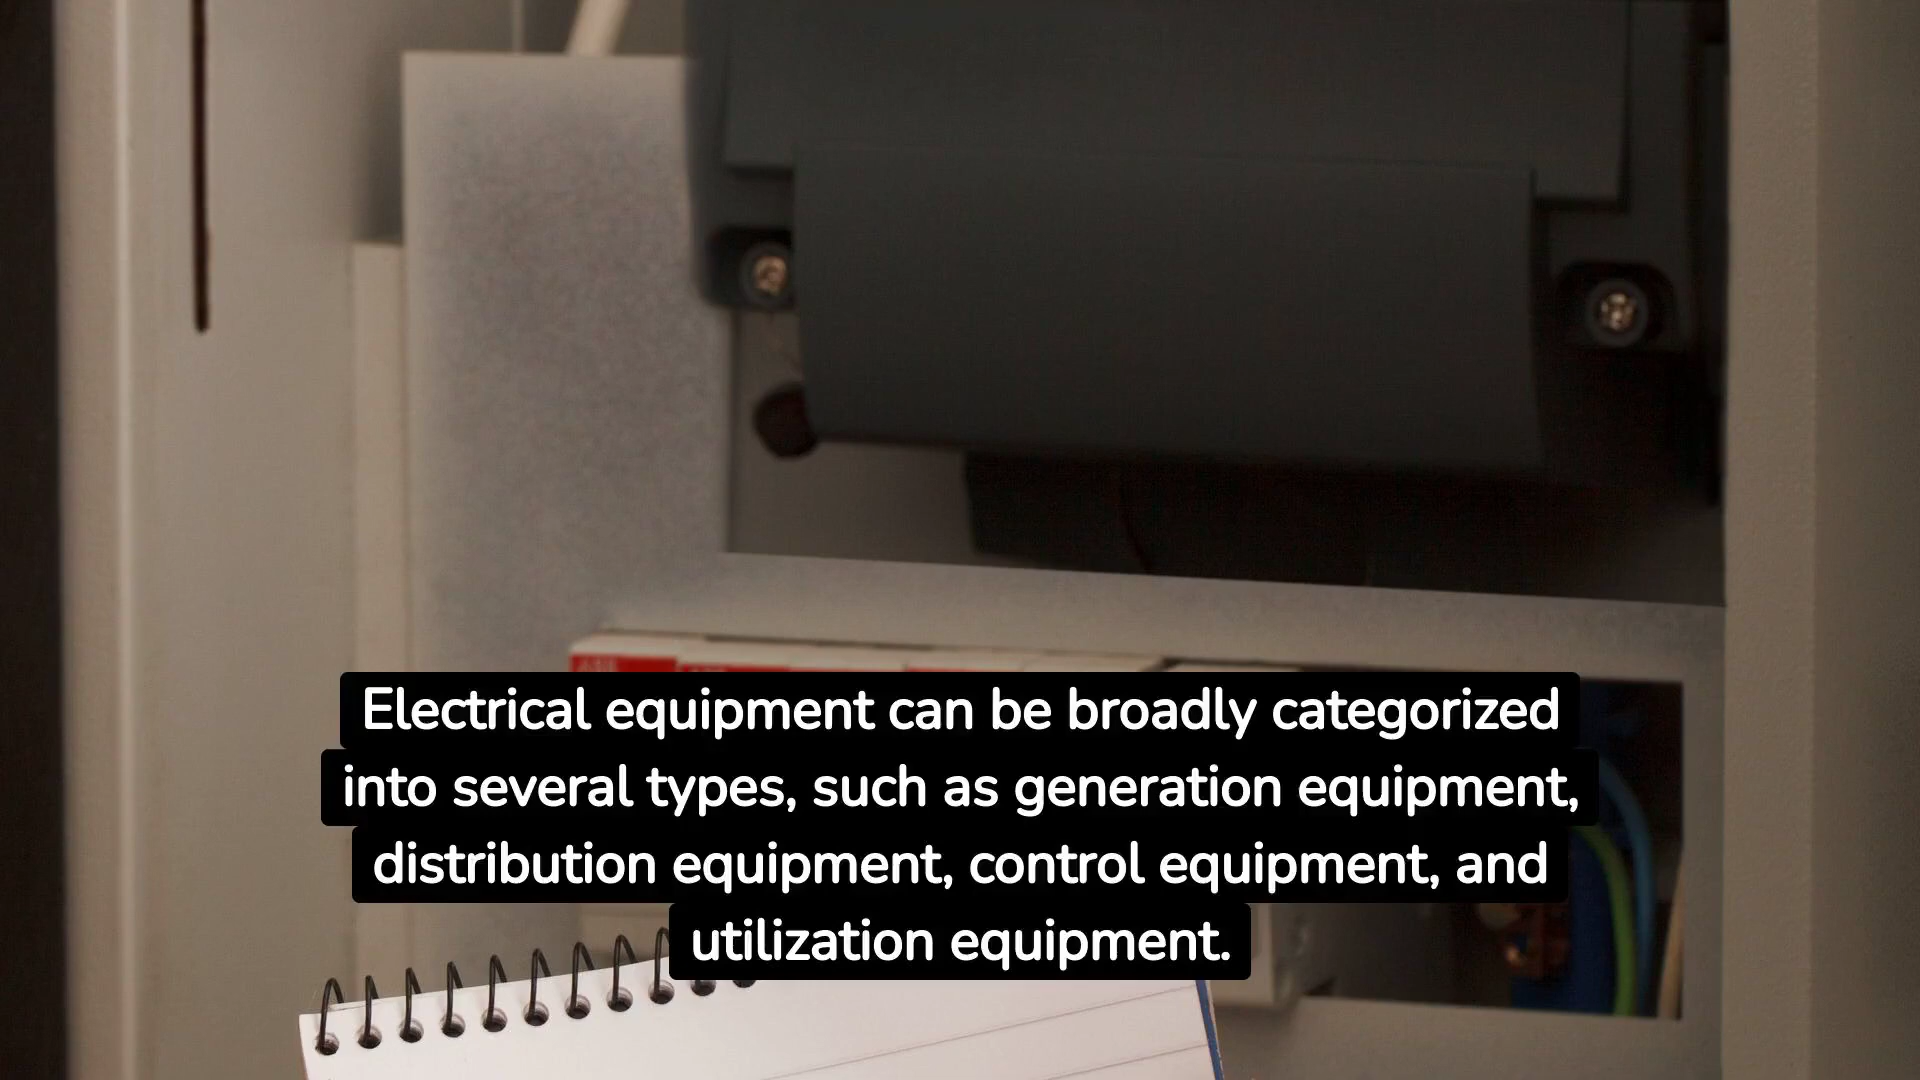 Electrical equipment can be broadly categorized
into several types, such as generation equipment,
distribution equipment, control equipment, and
utilization equipment.